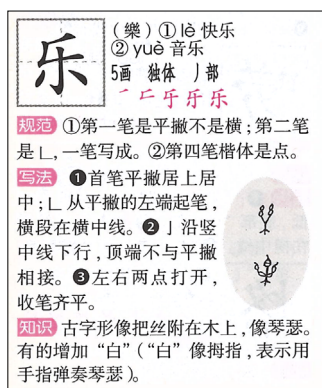 乐
（樂）①lè 快乐
②yuè 音乐
5画 独体 丿部
㇀ 𠂆 乐 乐
规范 ①第一笔是平撇不是横；第二笔
是㇄，一笔写成。②第四笔楷体是点。
写法 ❶首笔平撇居上居
中；㇄从平撇的左端起笔，
横段在横中线。❷亅沿竖
中线下行，顶端不与平撇
相接。❸左右两点打开，
收笔齐平。
知识 古字形像把丝附在木上，像琴瑟。
有的增加“白”（“白”像拇指，表示用
手指弹奏琴瑟）。